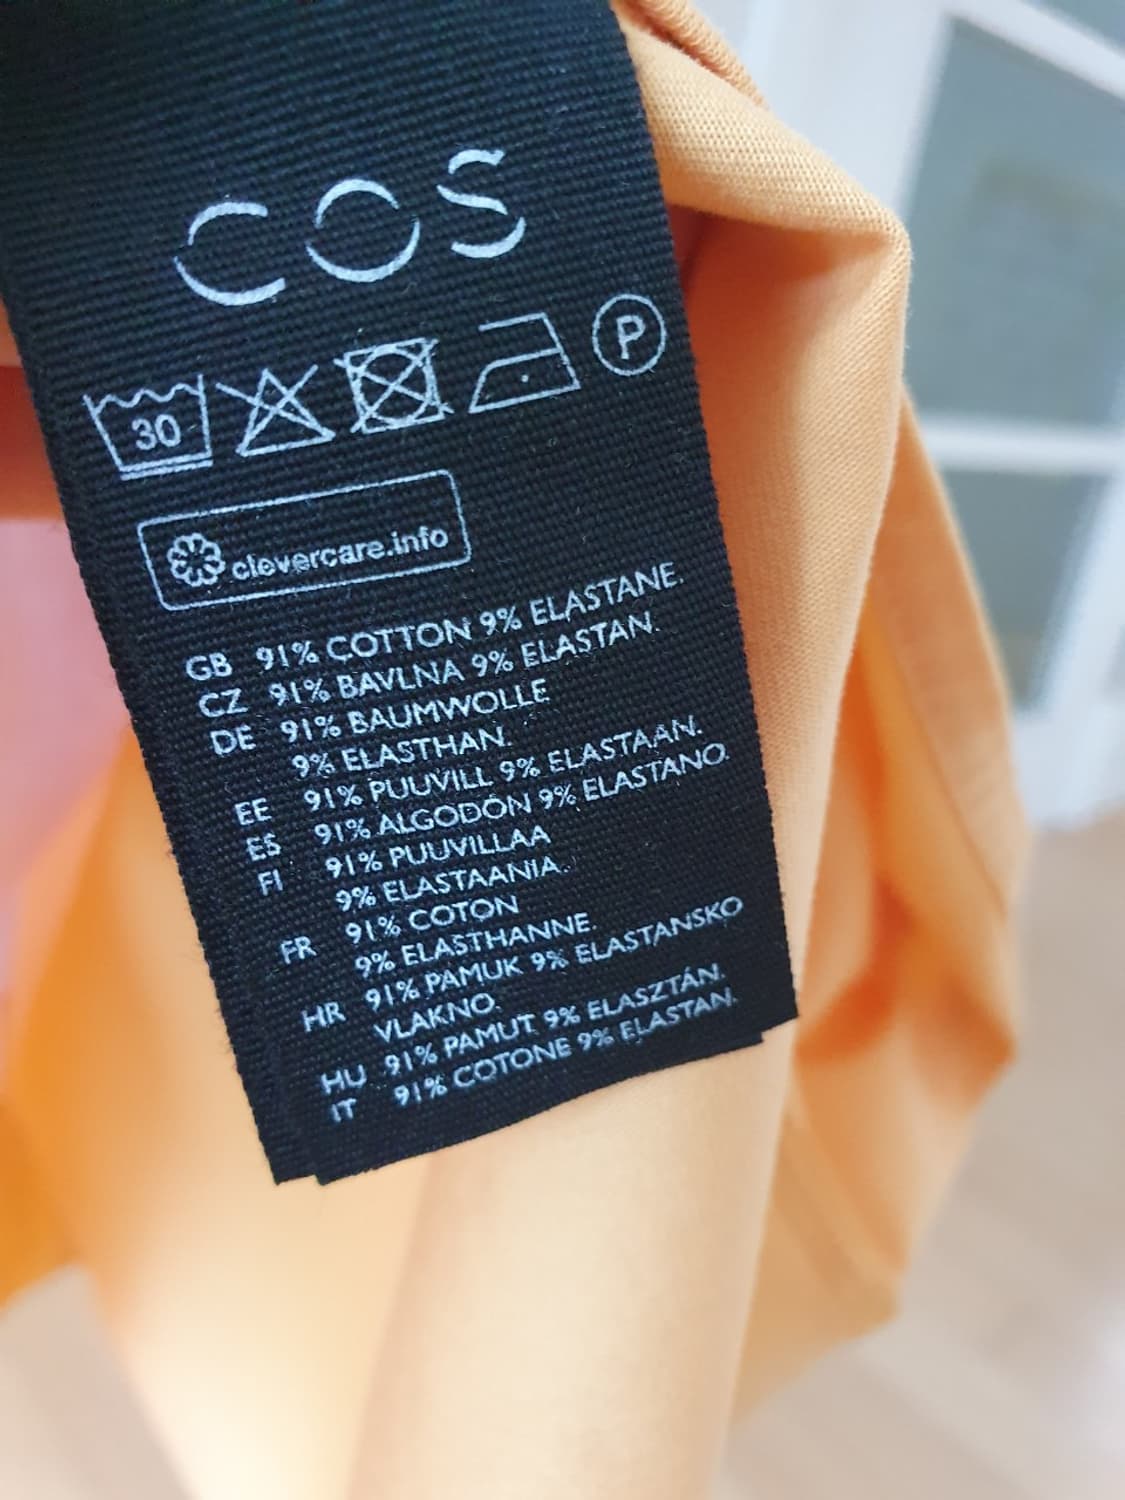 COS
30
P
clevercare.info
GB 91% COTTON 9% ELASTANE.
CZ 91% BAVLNA 9% ELASTAN.
DE 91% BAUMWOLLE
9% ELASTHAN.
EE 91% PUUVILL 9% ELASTAAN.
ES 91% ALGODÓN 9% ELASTANO.
FI 91% PUUVILLAA
9% ELASTAANIA.
FR 91% COTON
9% ELASTHANNE.
HR 91% PAMUK 9% ELASTANSKO
VLAKNO.
HU 91% PAMUT 9% ELASZTÁN.
IT 91% COTONE 9% ELASTAN.